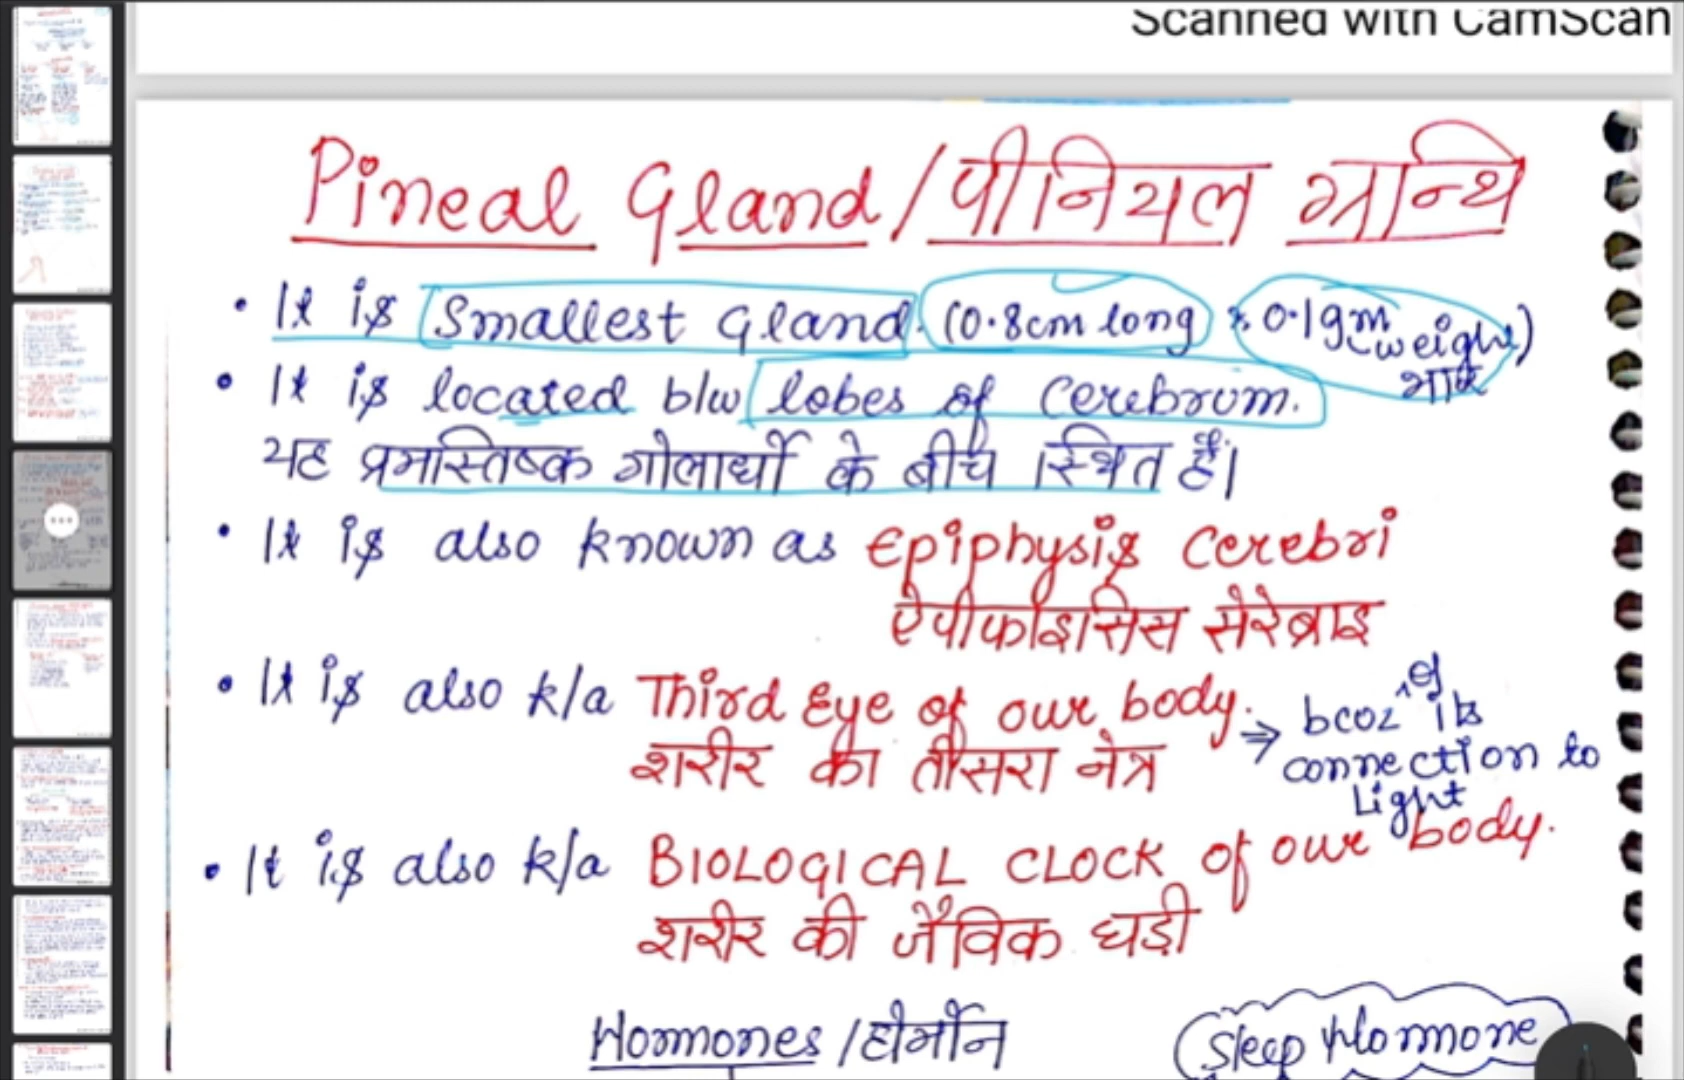 Scanned with CamScan
Pineal Gland / पीनियल ग्रन्थि
• It is Smallest Gland. (0.8cm long & 0.1gm weight)
भार
• It is located b/w lobes of Cerebrum.
यह प्रमस्तिष्क गोलार्धो के बीच स्थित है।
• It is also known as Epiphysis Cerebri
ऐपीफाइसिस सेरेब्राइ
• It is also k/a Third Eye of our body. ⇒ bcoz of its connection to Light
शरीर का तीसरा नेत्र
• It is also k/a BIOLOGICAL CLOCK of our body.
शरीर की जैविक घड़ी
Hormones / हॉर्मोन
Sleep Hormone